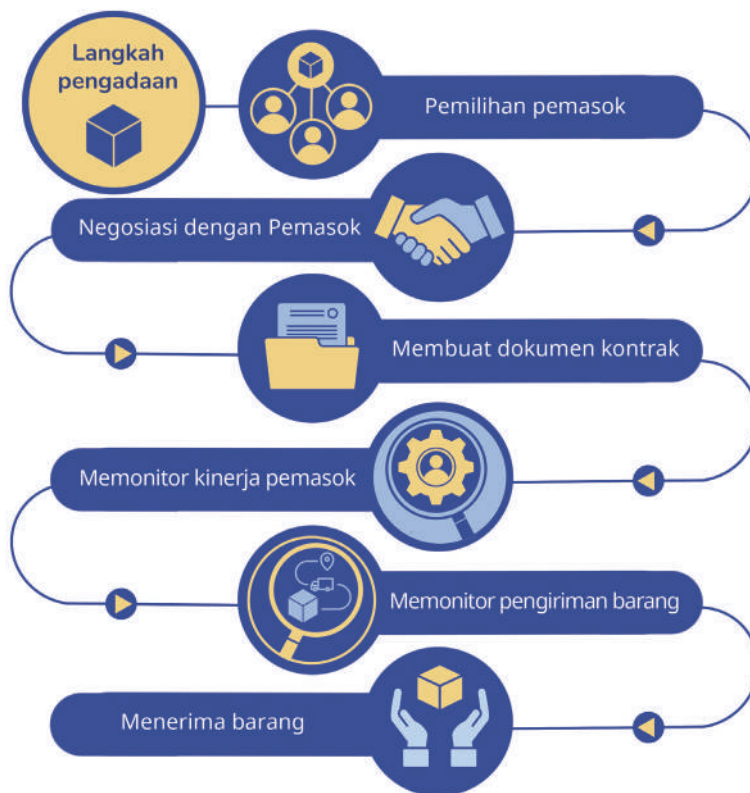 Langkah
pengadaan
Pemilihan pemasok
Negosiasi dengan Pemasok
Membuat dokumen kontrak
Memonitor kinerja pemasok
Memonitor pengiriman barang
Menerima barang